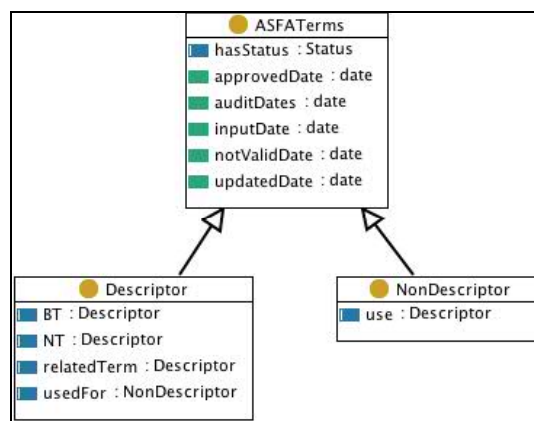 ASFATerms
hasStatus : Status
approvedDate : date
auditDates : date
inputDate : date
notValidDate : date
updatedDate : date
Descriptor
BT : Descriptor
NT : Descriptor
relatedTerm : Descriptor
usedFor : NonDescriptor
NonDescriptor
use : Descriptor